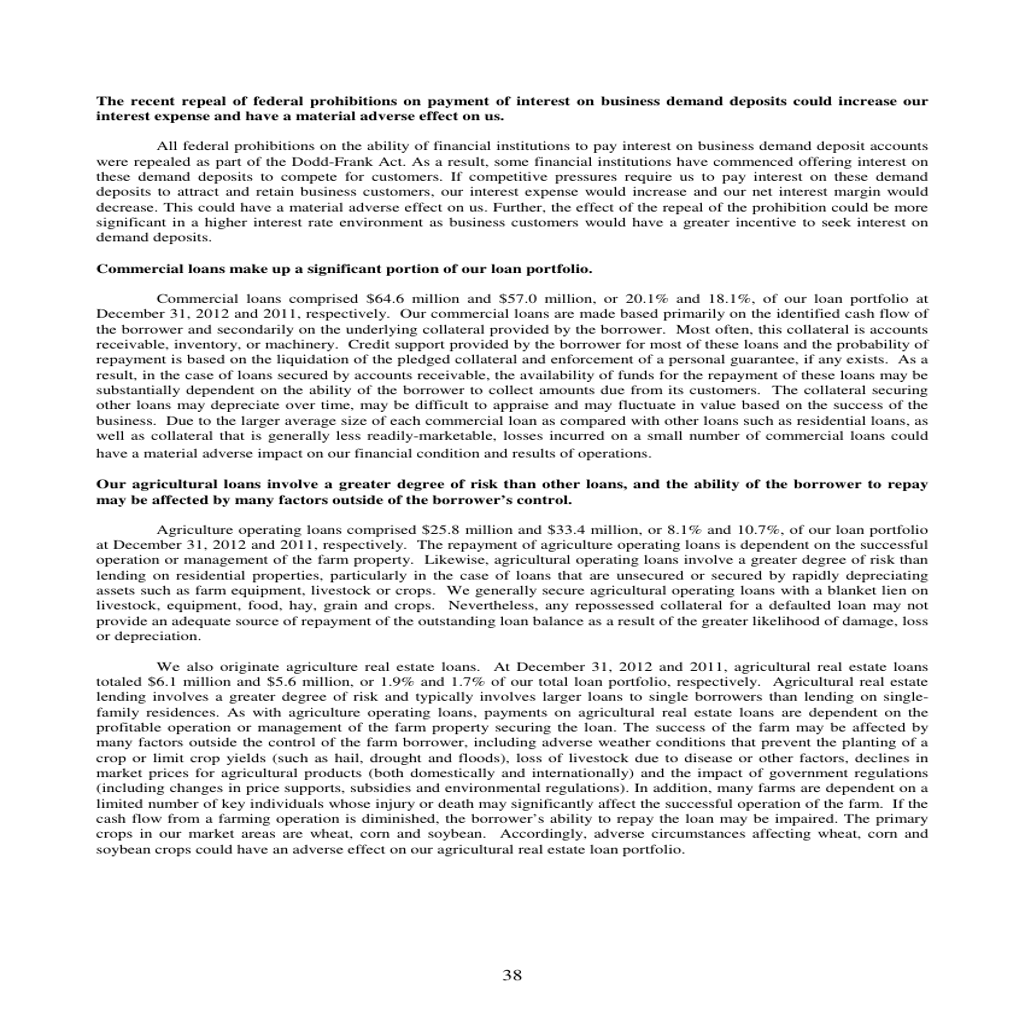 The recent repeal of federal prohibitions on payment of interest on business demand deposits could increase our
interest expense and have a material adverse effect on us.
All federal prohibitions on the ability of financial institutions to pay interest on business demand deposit accounts
were repealed as part of the Dodd-Frank Act. As a result, some financial institutions have commenced offering interest on
these demand deposits to compete for customers. If competitive pressures require us to pay interest on these demand
deposits to attract and retain business customers, our interest expense would increase and our net interest margin would
decrease. This could have a material adverse effect on us. Further, the effect of the repeal of the prohibition could be more
significant in a higher interest rate environment as business customers would have a greater incentive to seek interest on
demand deposits.
Commercial loans make up a significant portion of our loan portfolio.
Commercial loans comprised $64.6 million and $57.0 million, or 20.1% and 18.1%, of our loan portfolio at
December 31, 2012 and 2011, respectively. Our commercial loans are made based primarily on the identified cash flow of
the borrower and secondarily on the underlying collateral provided by the borrower. Most often, this collateral is accounts
receivable, inventory, or machinery. Credit support provided by the borrower for most of these loans and the probability of
repayment is based on the liquidation of the pledged collateral and enforcement of a personal guarantee, if any exists. As a
result, in the case of loans secured by accounts receivable, the availability of funds for the repayment of these loans may be
substantially dependent on the ability of the borrower to collect amounts due from its customers. The collateral securing
other loans may depreciate over time, may be difficult to appraise and may fluctuate in value based on the success of the
business. Due to the larger average size of each commercial loan as compared with other loans such as residential loans, as
well as collateral that is generally less readily-marketable, losses incurred on a small number of commercial loans could
have a material adverse impact on our financial condition and results of operations.
Our agricultural loans involve a greater degree of risk than other loans, and the ability of the borrower to repay
may be affected by many factors outside of the borrower's control.
Agriculture operating loans comprised $25.8 million and $33.4 million, or 8.1% and 10.7%, of our loan portfolio
at December 31, 2012 and 2011, respectively. The repayment of agriculture operating loans is dependent on the successful
operation or management of the farm property. Likewise, agricultural operating loans involve a greater degree of risk than
lending on residential properties, particularly in the case of loans that are unsecured or secured by rapidly depreciating
assets such as farm equipment, livestock or crops. We generally secure agricultural operating loans with a blanket lien on
livestock, equipment, food, hay, grain and crops. Nevertheless, any repossessed collateral for a defaulted loan may not
provide an adequate source of repayment of the outstanding loan balance as a result of the greater likelihood of damage, loss
or depreciation.
We also originate agriculture real estate loans. At December 31, 2012 and 2011, agricultural real estate loans
totaled $6.1 million and $5.6 million, or 1.9% and 1.7% of our total loan portfolio, respectively. Agricultural real estate
lending involves a greater degree of risk and typically involves larger loans to single borrowers than lending on single-
family residences. As with agriculture operating loans, payments on agricultural real estate loans are dependent on the
profitable operation or management of the farm property securing the loan. The success of the farm may be affected by
many factors outside the control of the farm borrower, including adverse weather conditions that prevent the planting of a
crop or limit crop yields (such as hail, drought and floods), loss of livestock due to disease or other factors, declines in
market prices for agricultural products (both domestically and internationally) and the impact of government regulations
(including changes in price supports, subsidies and environmental regulations). In addition, many farms are dependent on a
limited number of key individuals whose injury or death may significantly affect the successful operation of the farm. If the
cash flow from a farming operation is diminished, the borrower's ability to repay the loan may be impaired. The primary
crops in our market areas are wheat, corn and soybean. Accordingly, adverse circumstances affecting wheat, corn and
soybean crops could have an adverse effect on our agricultural real estate loan portfolio.
38